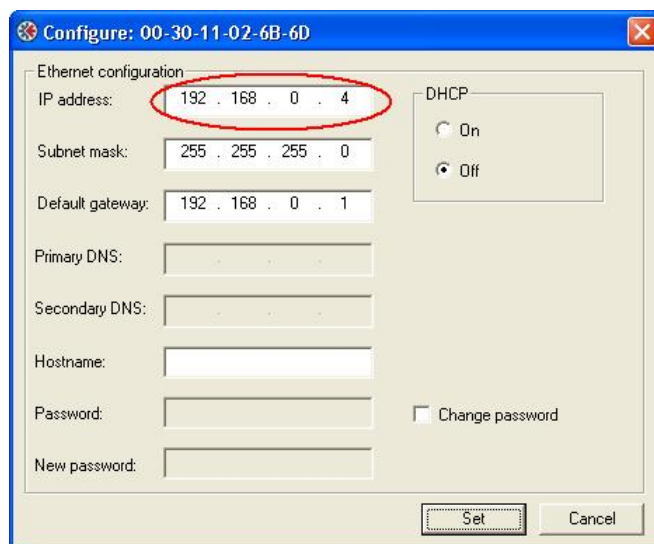 Configure: 00-30-11-02-6B-6D
Ethernet configuration
IP address: 192 . 168 . 0 . 4
DHCP
On
Off
Subnet mask: 255 . 255 . 255 . 0
Default gateway: 192 . 168 . 0 . 1
Primary DNS: . . .
Secondary DNS: . . .
Hostname:
Password:
Change password
New password:
Set Cancel